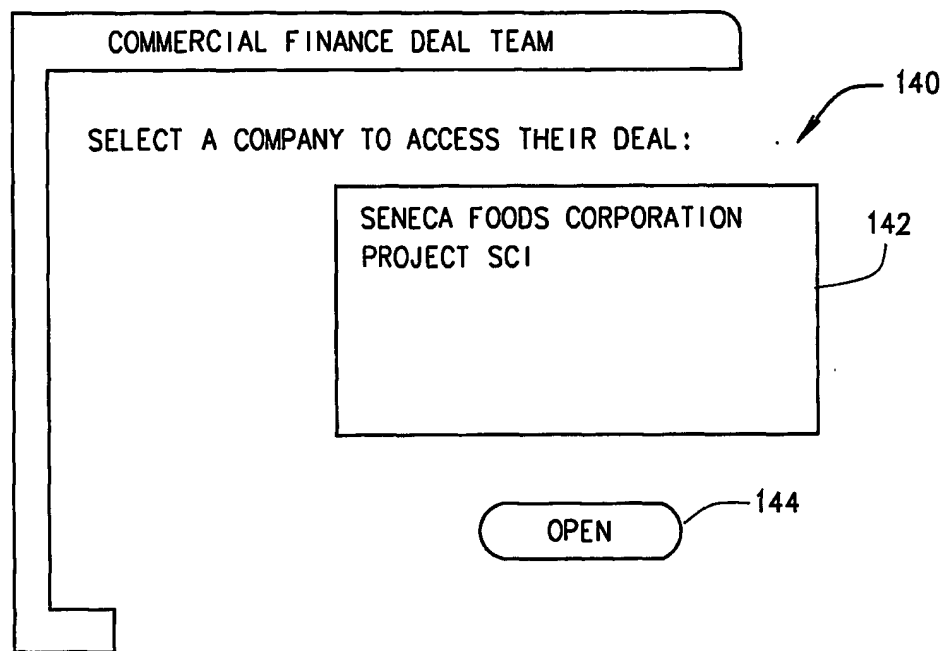 COMMERCIAL FINANCE DEAL TEAM
140
SELECT A COMPANY TO ACCESS THEIR DEAL:
SENECA FOODS CORPORATION
142
PROJECT SCI
144
OPEN